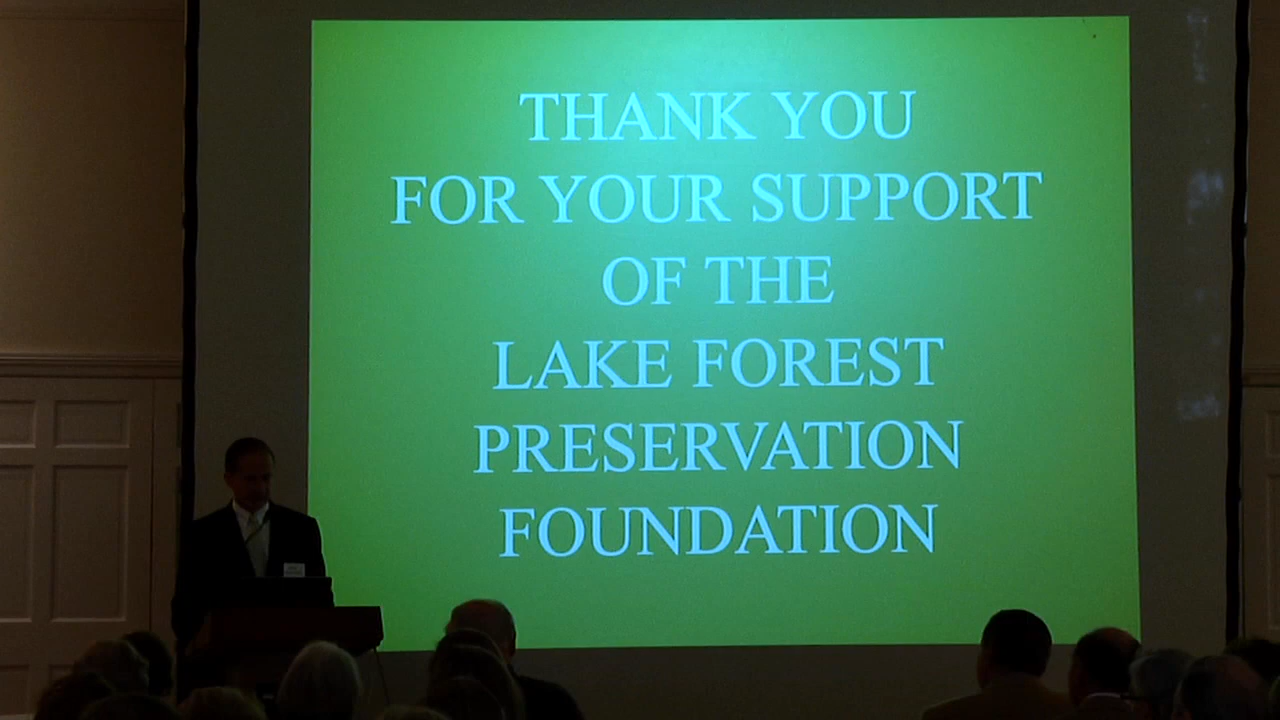 THANK YOU
FOR YOUR SUPPORT
OF THE
LAKE FOREST
PRESERVATION
FOUNDATION